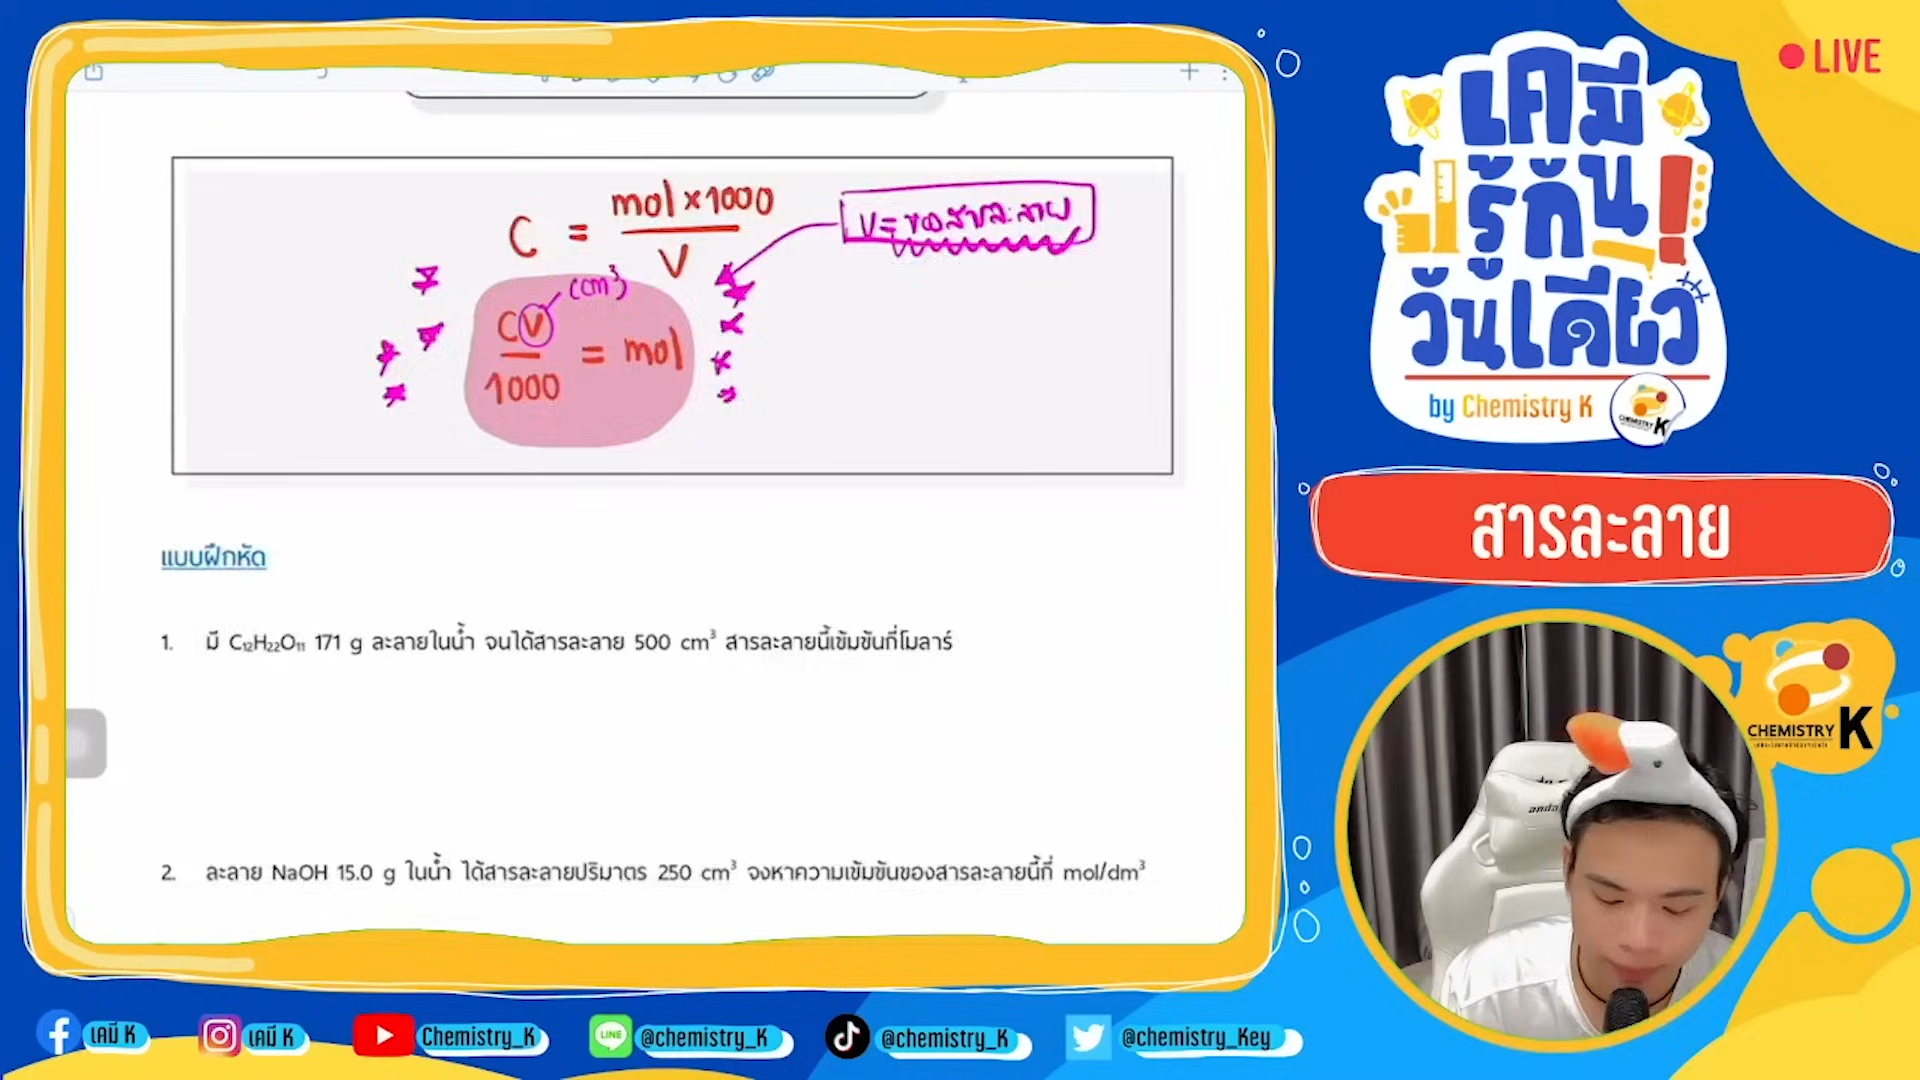 LIVE
เคมี
รู้กัน!
วันเดียว
by Chemistry K
CHEMISTRY K
สารละลาย
C = mol×1000
V
V = ของสารละลาย
(cm³)
CV
1000
= mol
แบบฝึกหัด
1. มี C₁₂H₂₂O₁₁ 171 g ละลายในน้ำ จนได้สารละลาย 500 cm³ สารละลายนี้เข้มข้นกี่โมลาร์
2. ละลาย NaOH 15.0 g ในน้ำ ได้สารละลายปริมาตร 250 cm³ จงหาความเข้มข้นของสารละลายนี้กี่ mol/dm³
CHEMISTRY K
anda
เคมี K
เคมี K
Chemistry_K
LINE
@chemistry_K
@chemistry_K
@chemistry_Key